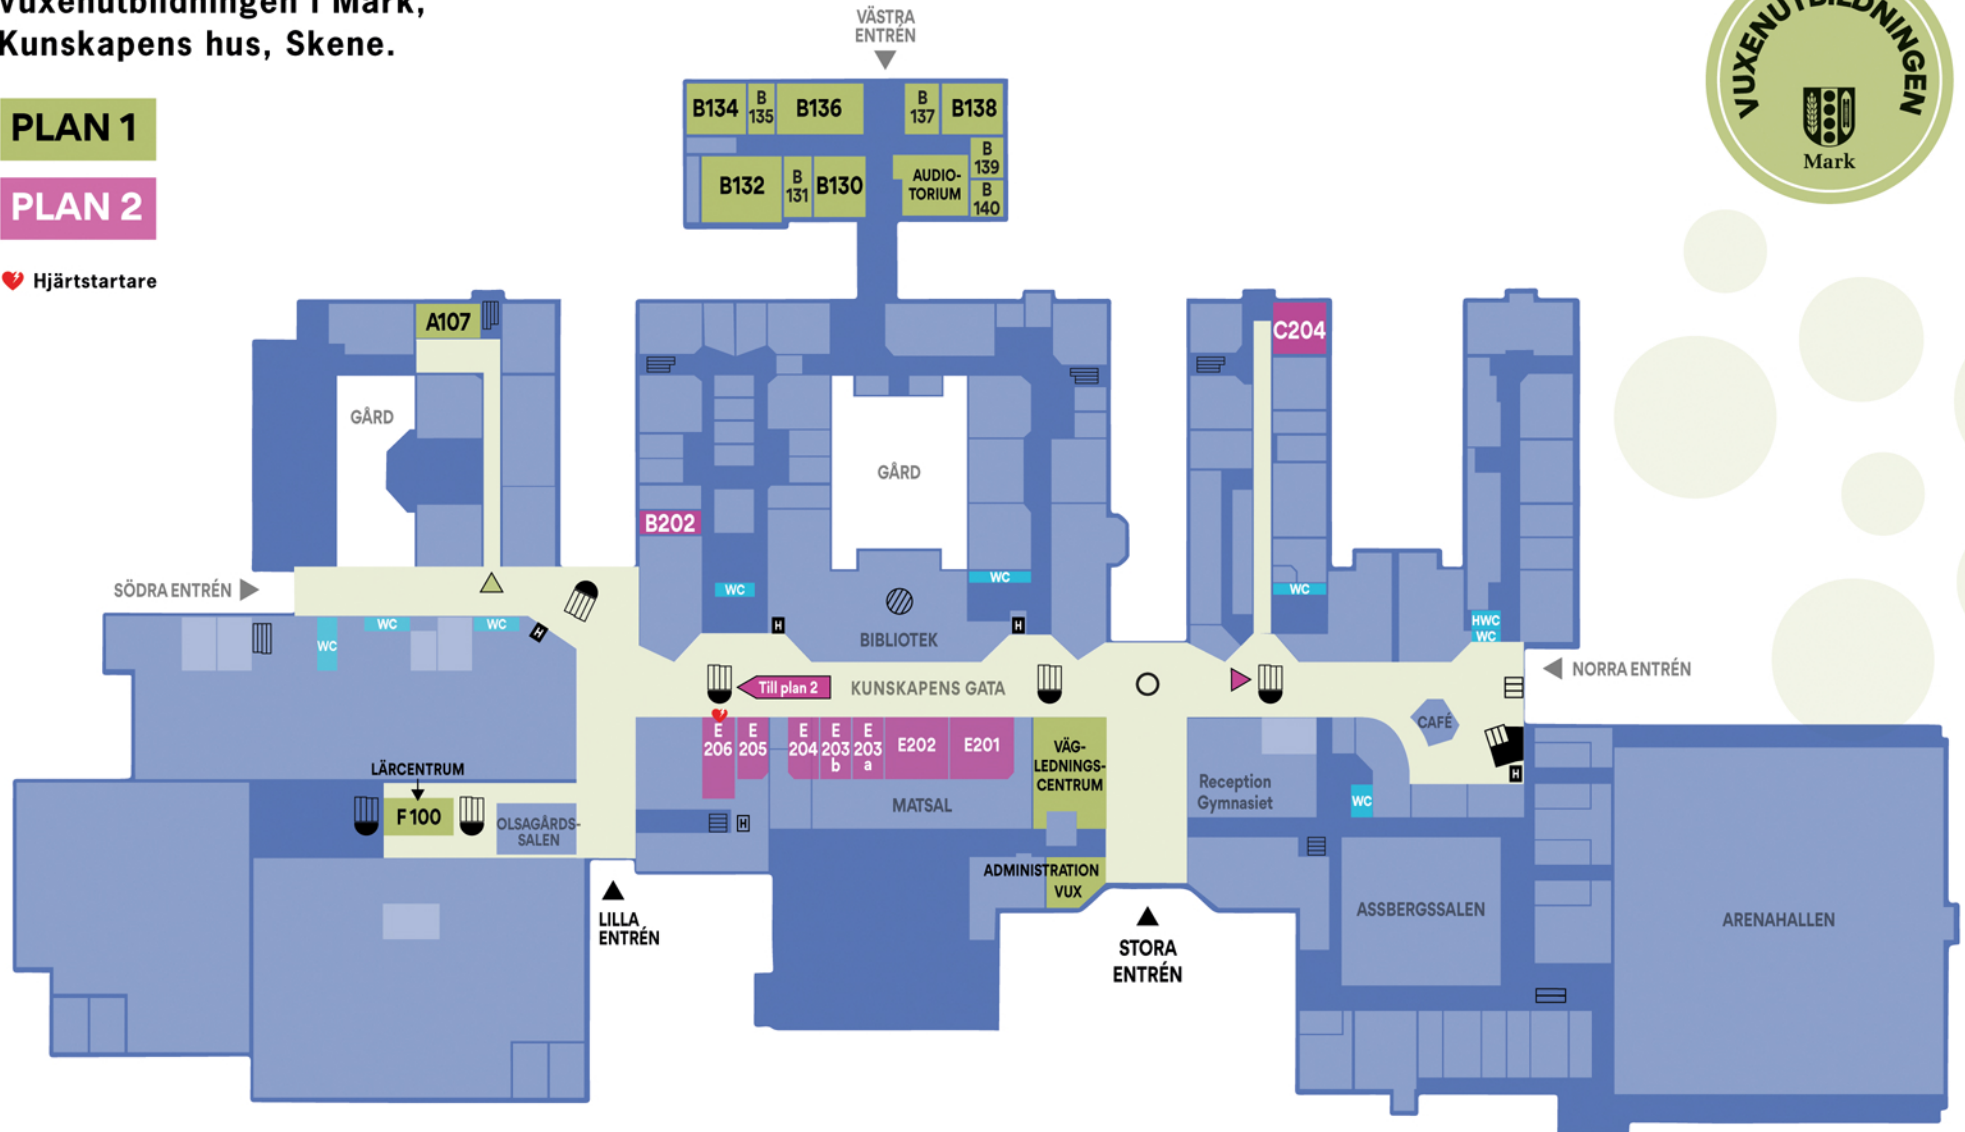 Vuxenutbildningen i Mark,
Kunskapens hus, Skene.
PLAN 1
PLAN 2
Hjärtstartare
VUXENUTBILDNINGEN
Mark
VÄSTRA
ENTRÉN
B134
B
135
B136
B
137
B138
B
139
B
140
B132
B
131
B130
AUDIO-
TORIUM
A107
C204
GÅRD
GÅRD
B202
SÖDRA ENTRÉN
WC
WC
WC
WC
WC
WC
HWC
WC
H
H
H
BIBLIOTEK
NORRA ENTRÉN
Till plan 2
KUNSKAPENS GATA
CAFÉ
E
206
E
205
E
204
E
203
b
E
203
a
E202
E201
VÄG-
LEDNINGS-
CENTRUM
Reception
Gymnasiet
WC
H
LÄRCENTRUM
F 100
OLSAGÅRDS-
SALEN
MATSAL
H
ADMINISTRATION
VUX
LILLA
ENTRÉN
STORA
ENTRÉN
ASSBERGSSALEN
ARENAHALLEN